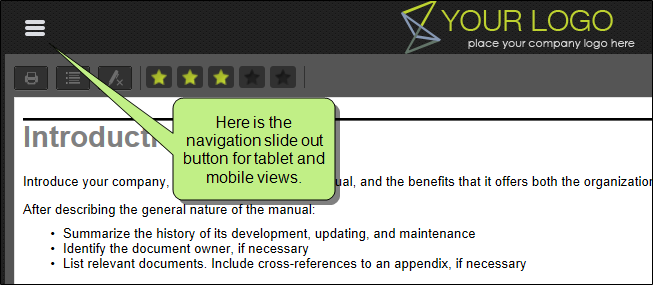 YOUR LOGO
place your company logo here
Here is the
navigation slide out
button for tablet and
mobile views.
Introduct
Introduce your company, ual, and the benefits that it offers both the organization
After describing the general nature of the manual:
• Summarize the history of its development, updating, and maintenance
• Identify the document owner, if necessary
• List relevant documents. Include cross-references to an appendix, if necessary